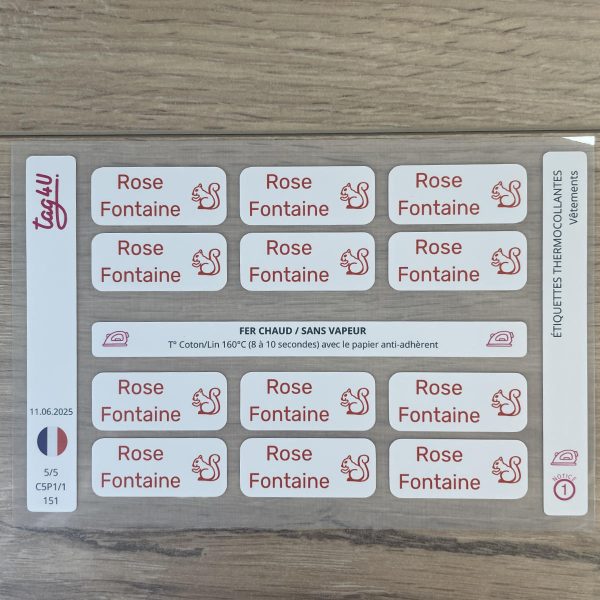 tag4U
Rose
Fontaine
Rose
Fontaine
Rose
Fontaine
Rose
Fontaine
Rose
Fontaine
Rose
Fontaine
FER CHAUD / SANS VAPEUR
T° Coton/Lin 160°C (8 à 10 secondes) avec le papier anti-adhèrent
Rose
Fontaine
Rose
Fontaine
Rose
Fontaine
Rose
Fontaine
Rose
Fontaine
Rose
Fontaine
11.06.2025
5/5
C5P1/1
151
ÉTIQUETTES THERMOCOLLANTES
Vêtements
NOTICE
1